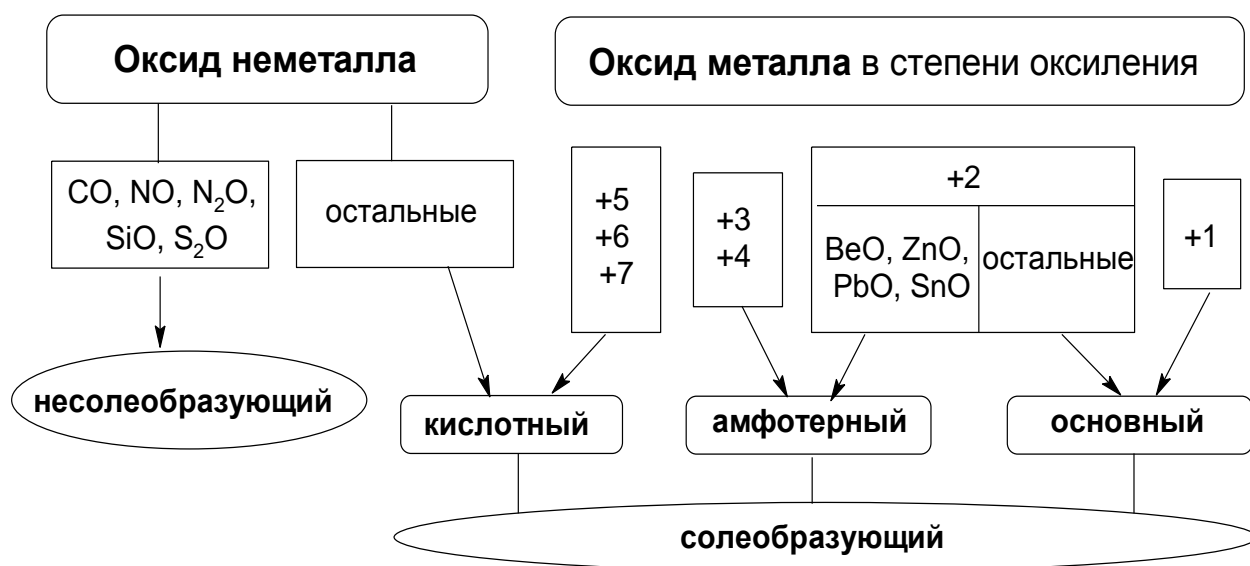 Оксид неметалла
Оксид металла в степени оксиления
CO, NO, N₂O,
SiO, S₂O
остальные
+5
+6
+7
+3
+4
+2
BeO, ZnO,
PbO, SnO
остальные
+1
несолеобразующий
кислотный
амфотерный
основный
солеобразующий